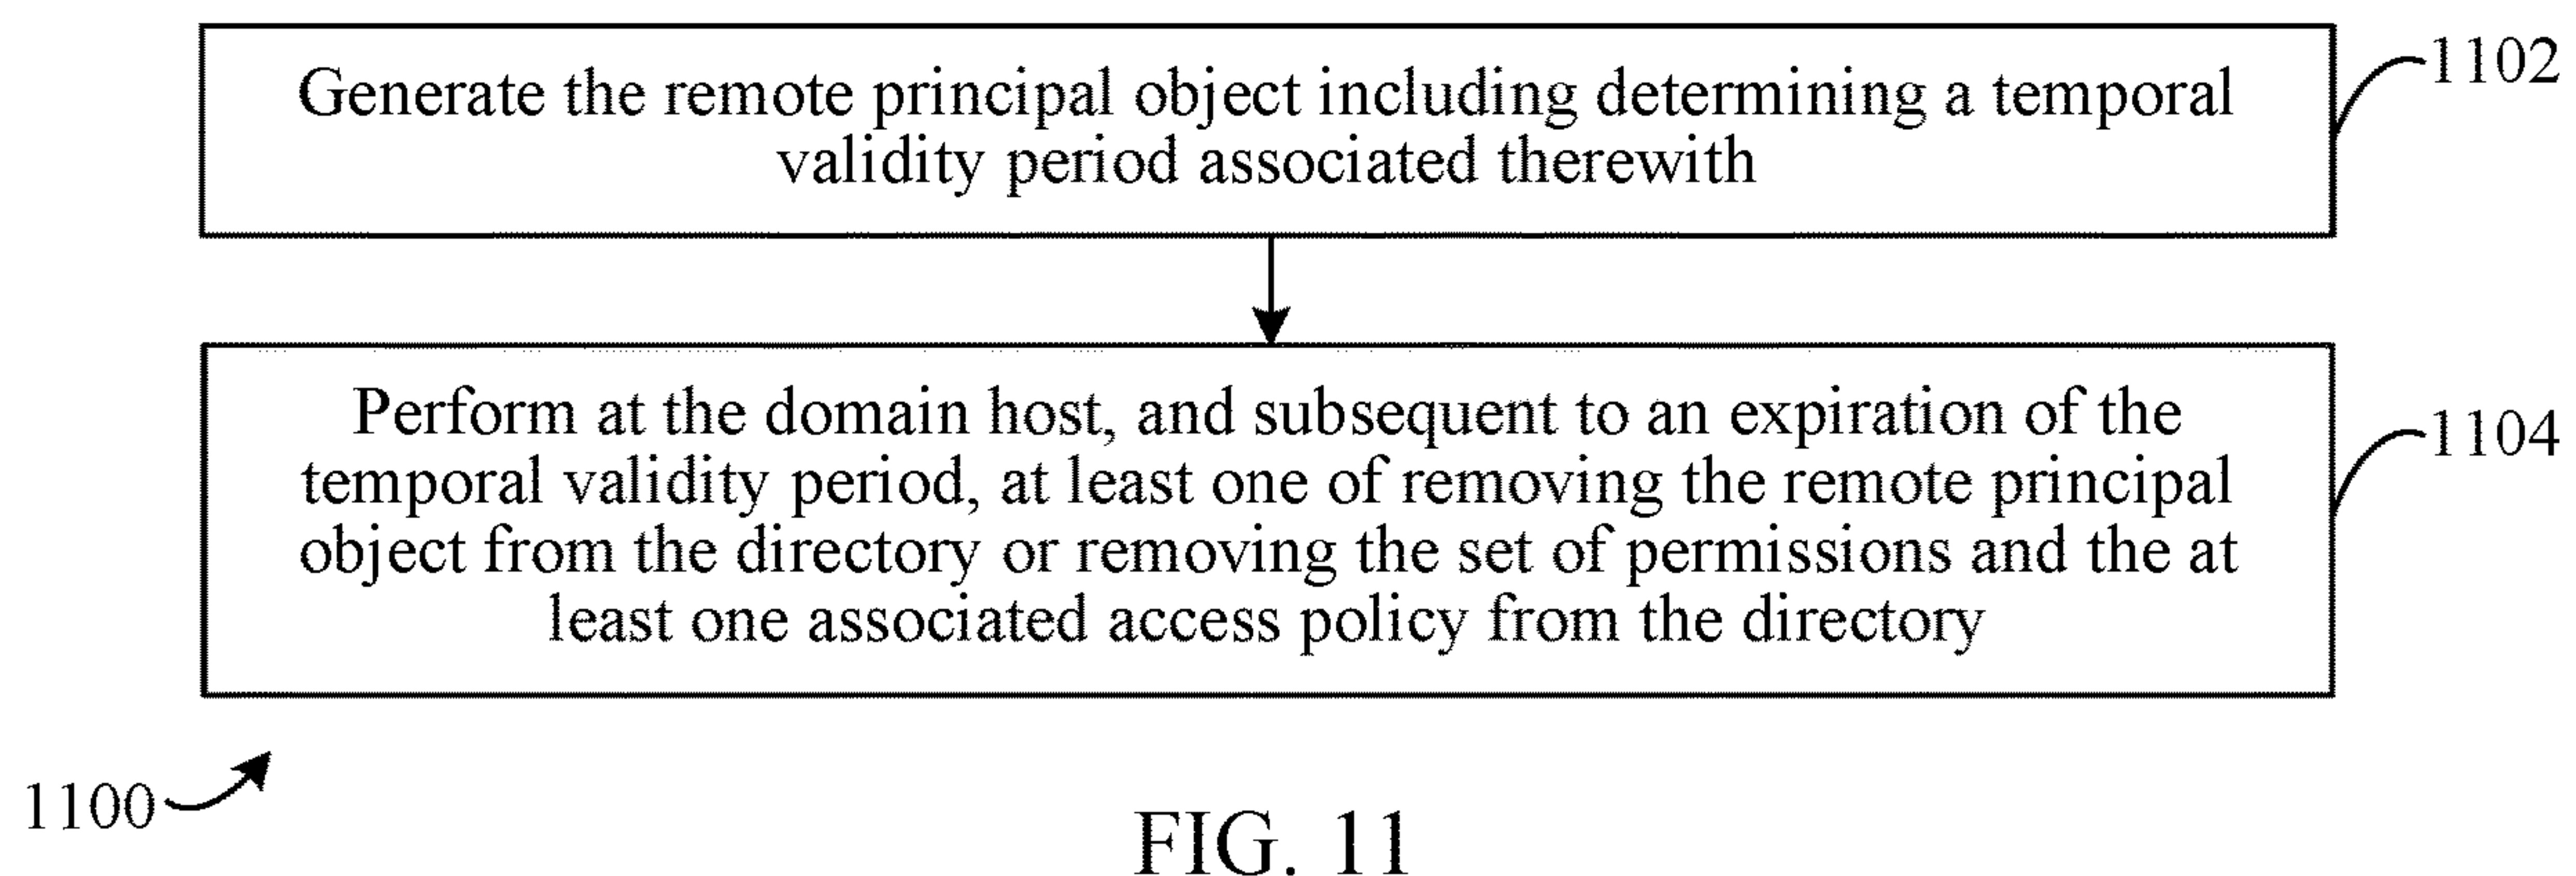 Generate the remote principal object including determining a temporal
validity period associated therewith
1102
Perform at the domain host, and subsequent to an expiration of the
temporal validity period, at least one of removing the remote principal
object from the directory or removing the set of permissions and the at
least one associated access policy from the directory
1104
1100
FIG. 11